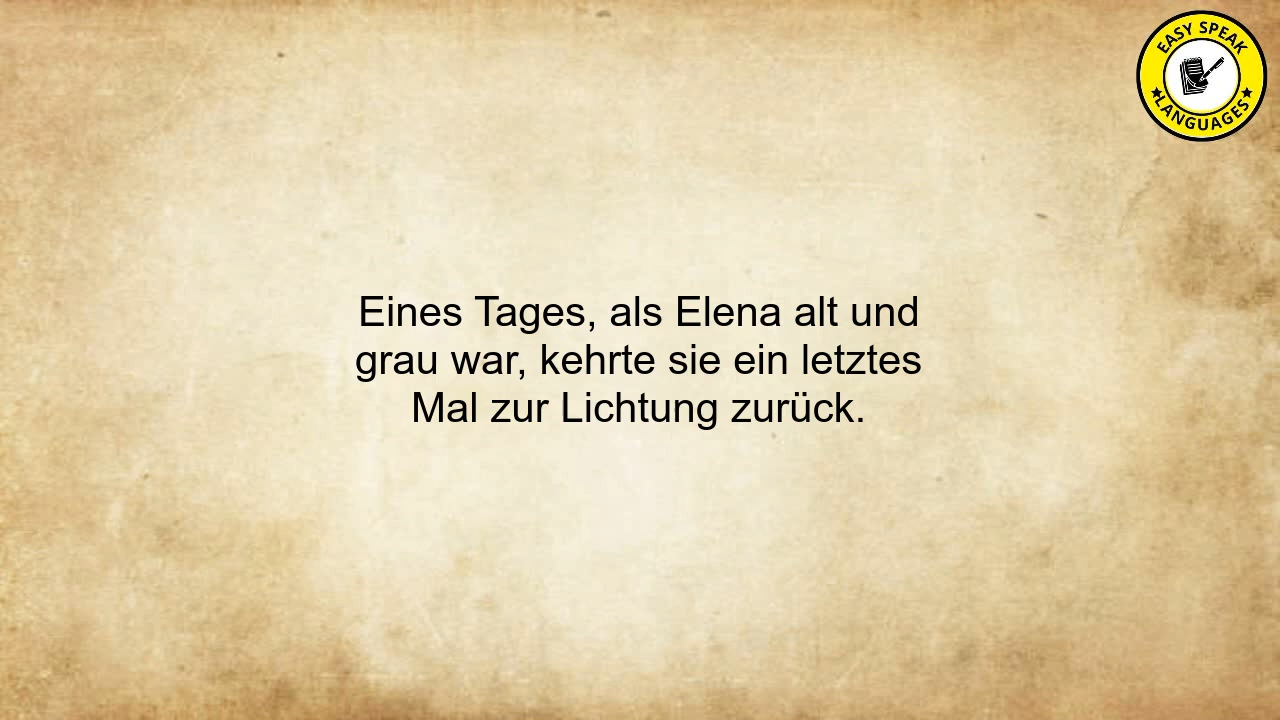 EASY SPEAK
LANGUAGES
Eines Tages, als Elena alt und
grau war, kehrte sie ein letztes
Mal zur Lichtung zurück.